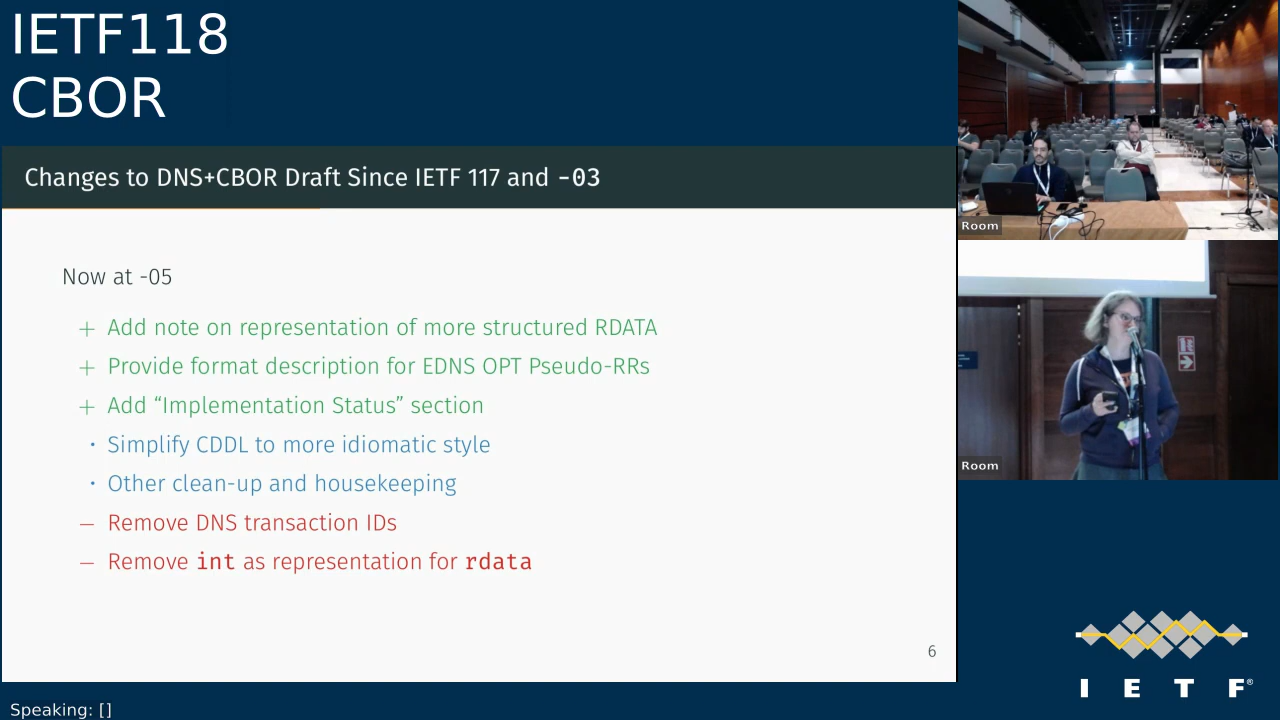 IETF118
CBOR
Changes to DNS+CBOR Draft Since IETF 117 and -03
Now at -05
+ Add note on representation of more structured RDATA
+ Provide format description for EDNS OPT Pseudo-RRs
+ Add “Implementation Status” section
· Simplify CDDL to more idiomatic style
· Other clean-up and housekeeping
− Remove DNS transaction IDs
− Remove int as representation for rdata
6
Room
Room
I E T F®
Speaking: []